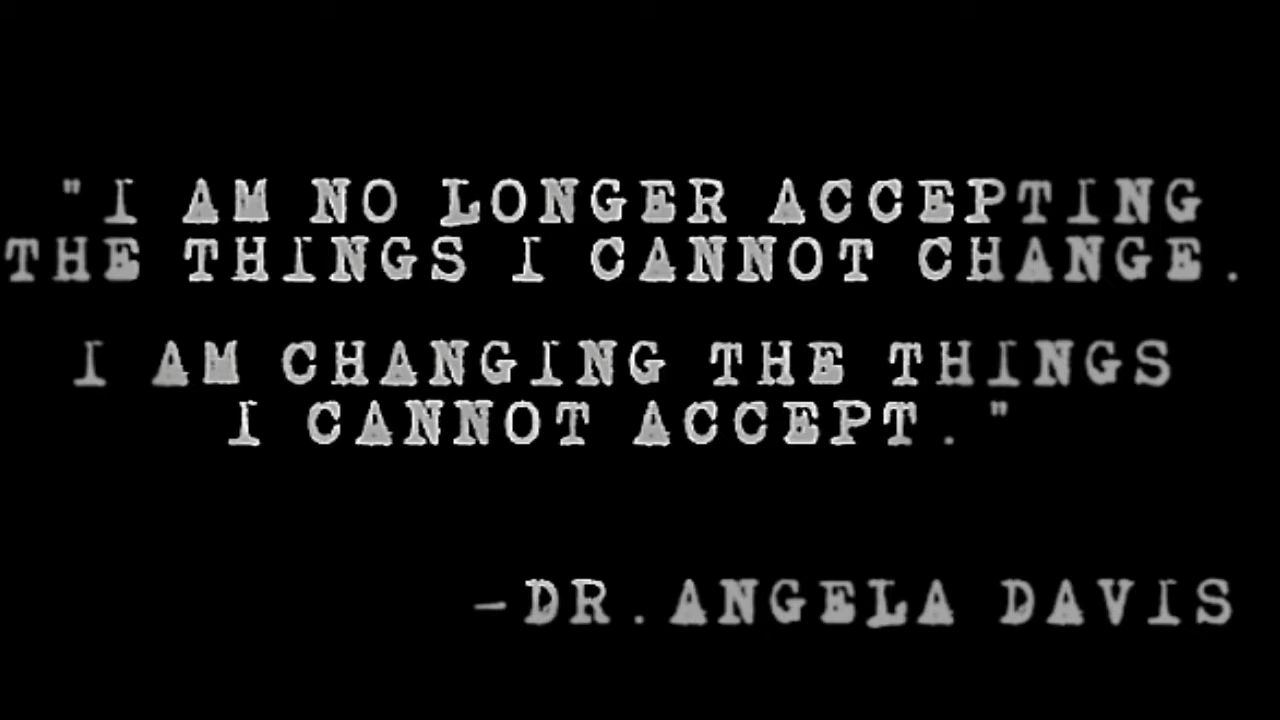 "I AM NO LONGER ACCEPTING
THE THINGS I CANNOT CHANGE.
I AM CHANGING THE THINGS
I CANNOT ACCEPT."
-DR.ANGELA DAVIS